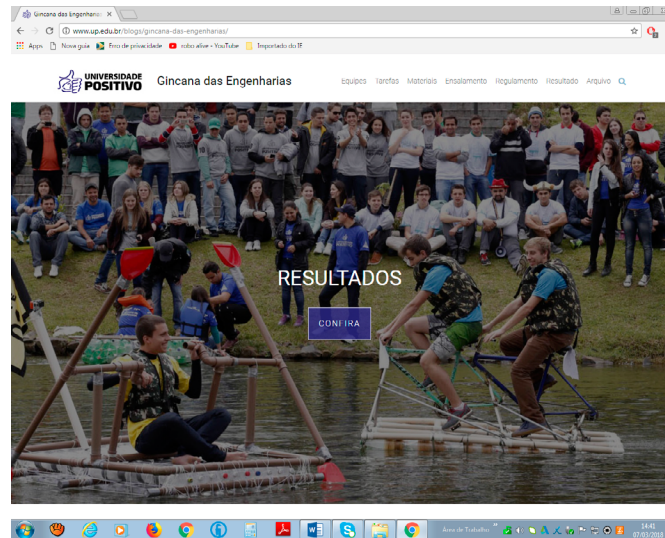 Gincana das Engenharias
www.up.edu.br/blogs/gincana-das-engenharias/
Apps Nova guia Erro de privacidade robo alive - YouTube Importado do IE
UNIVERSIDADE
POSITIVO
Gincana das Engenharias
Equipes Tarefas Materiais Ensalamento Regulamento Resultado Arquivo
RESULTADOS
CONFIRA
Área de Trabalho
14:41
07/03/2018